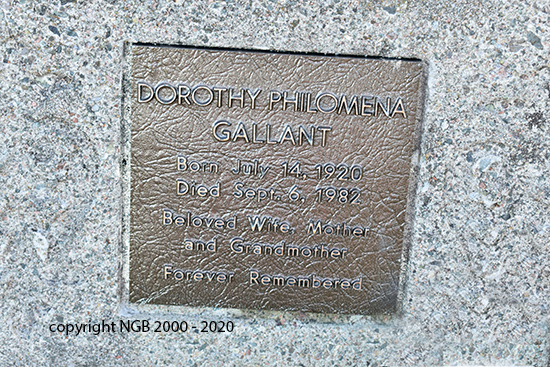 DOROTHY PHILOMENA
GALLANT
Born July 14, 1920
Died Sept. 6, 1982
Beloved Wife, Mother
and Grandmother
Forever Remembered
copyright NGB 2000 - 2020